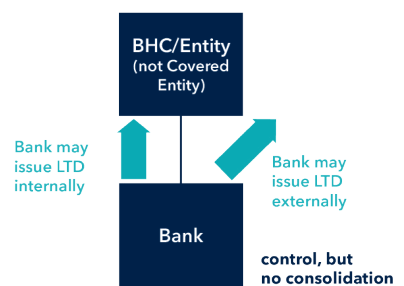 BHC/Entity
(not Covered
Entity)
Bank may
issue LTD
internally
Bank may
issue LTD
externally
Bank
control, but
no consolidation